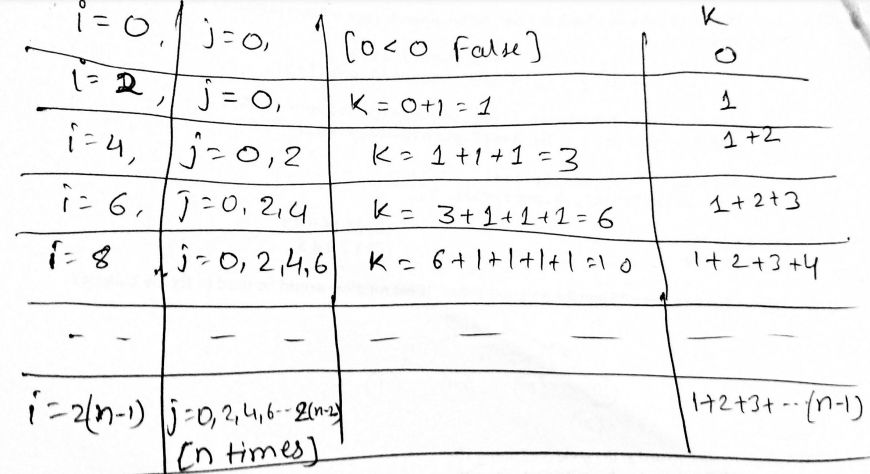 i=0, j=0, [0<0 False] K 0
i=2, j=0, K=0+1=1 1
i=4, j=0,2 K=1+1+1=3 1+2
i=6, j=0,2,4 K=3+1+1+1=6 1+2+3
i=8 j=0,2,4,6 K=6+1+1+1+1=10 1+2+3+4
- - - - - - - - -
i=2(n-1) j=0,2,4,6--2(n-2) 1+2+3+--(n-1)
[n times]